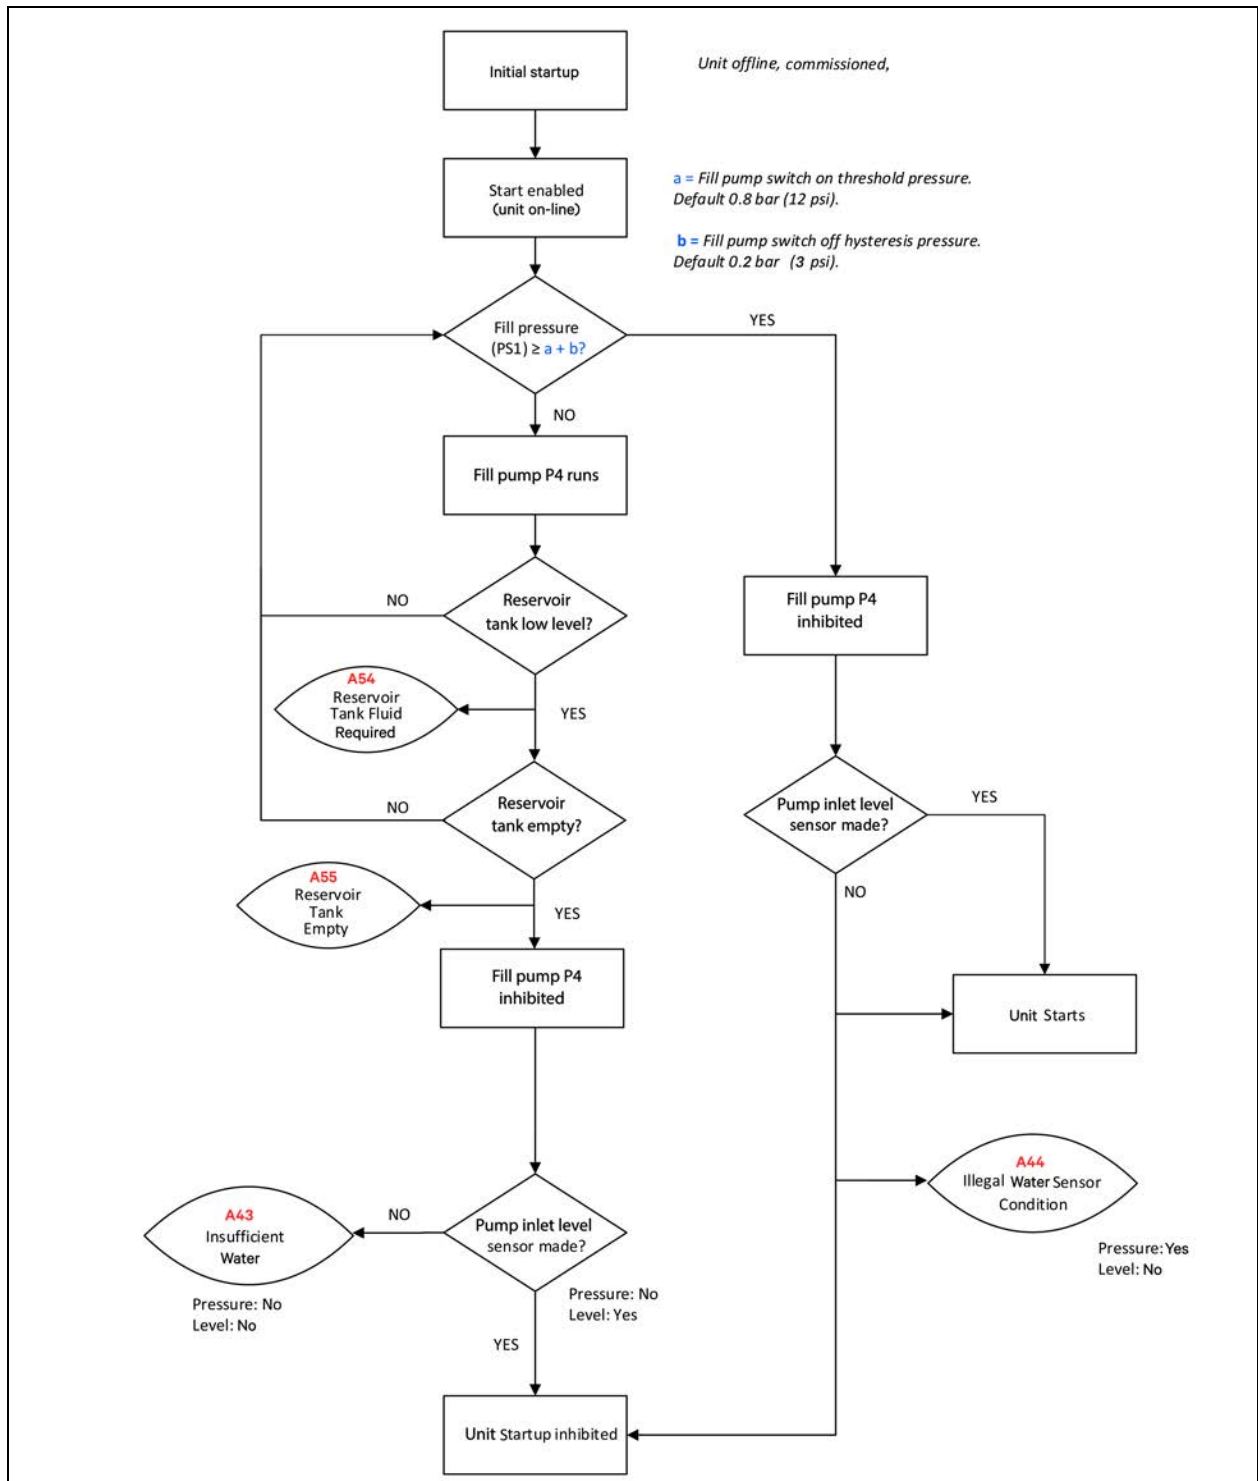 Initial startup
Unit offline, commissioned,
Start enabled
(unit on-line)
a = Fill pump switch on threshold pressure.
Default 0.8 bar (12 psi).
b = Fill pump switch off hysteresis pressure.
Default 0.2 bar (3 psi).
Fill pressure
(PS1) ≥ a + b?
YES
NO
Fill pump P4 runs
NO
Reservoir
tank low level?
Fill pump P4
inhibited
A54
Reservoir
Tank Fluid
Required
YES
NO
Reservoir
tank empty?
Pump inlet level
sensor made?
YES
NO
A55
Reservoir
Tank
Empty
YES
Fill pump P4
inhibited
Unit Starts
A44
Illegal Water Sensor
Condition
Pressure: Yes
Level: No
A43
Insufficient
Water
NO
Pump inlet level
sensor made?
Pressure: No
Level: No
Pressure: No
Level: Yes
YES
Unit Startup inhibited